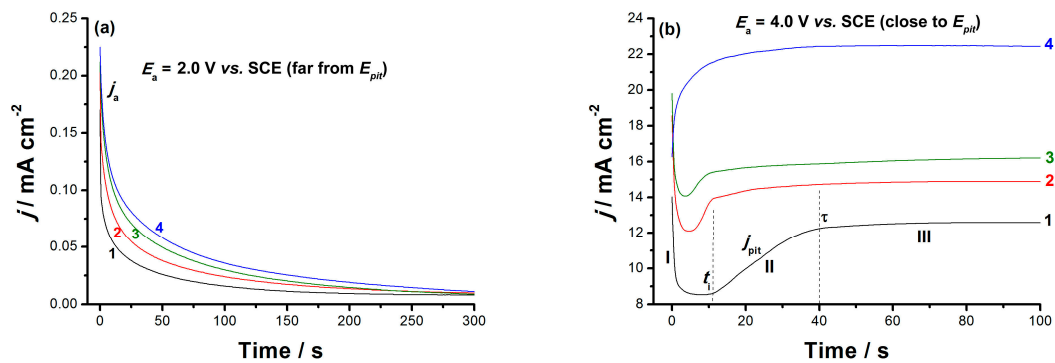 (a)
E_a = 2.0 V vs. SCE (far from E_pit)
j_a
j / mA cm⁻²
0.25
0.20
0.15
0.10
0.05
0.00
1
2
3
4
0
50
100
150
200
250
300
Time / s
(b)
E_a = 4.0 V vs. SCE (close to E_pit)
j / mA cm⁻²
24
22
20
18
16
14
12
10
8
4
3
2
1
I
t_i
j_pit
II
τ
III
0
20
40
60
80
100
Time / s